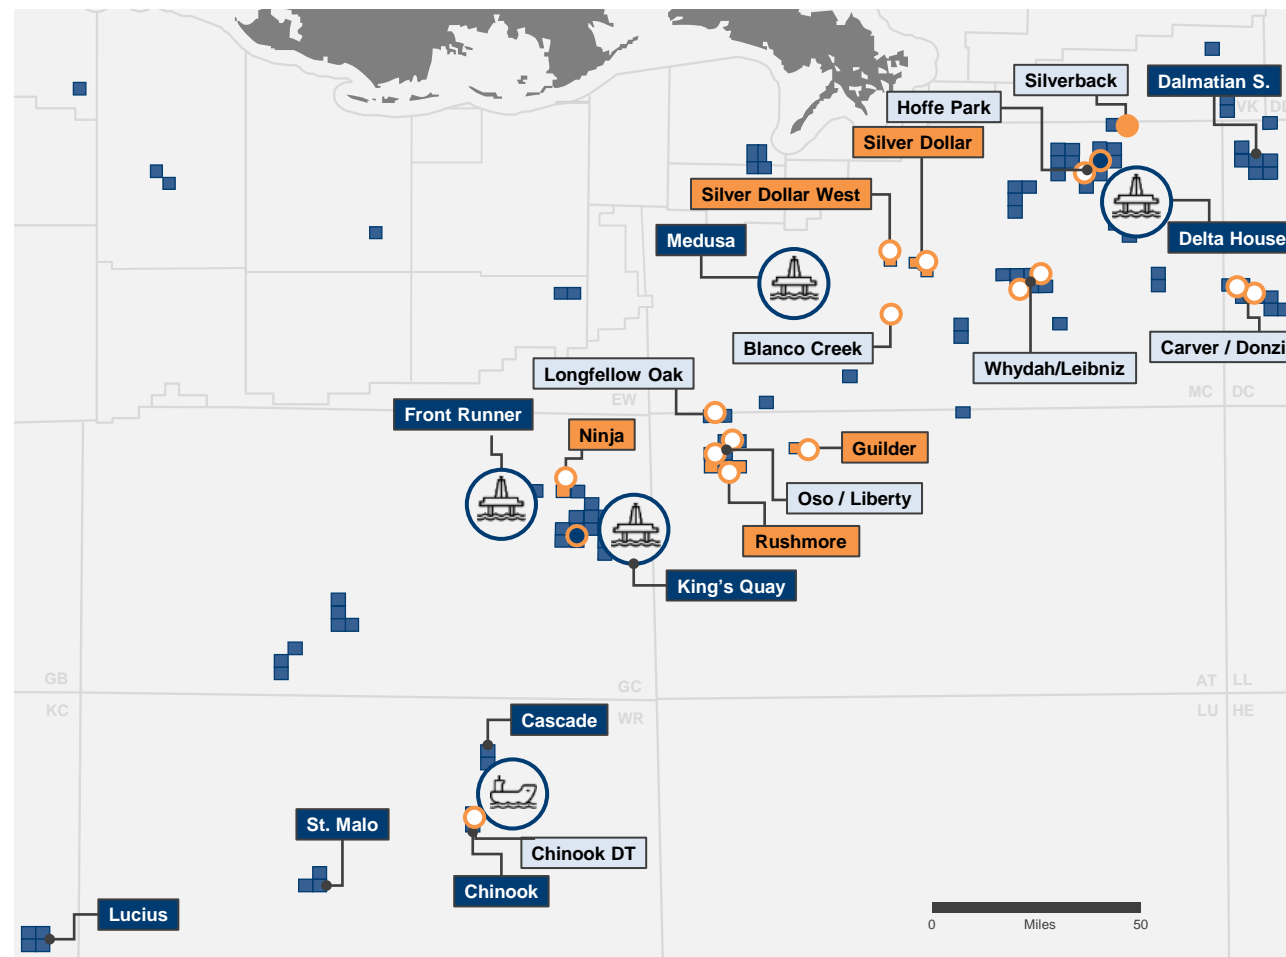 Silverback
Dalmatian S.
Hoffe Park
VK
Silver Dollar
Silver Dollar West
Medusa
Delta House
Blanco Creek
Carver / Donzi
Whydah/Leibniz
Longfellow Oak
EW
MC
DC
Front Runner
Ninja
Guilder
Oso / Liberty
Rushmore
King’s Quay
GB
GC
AT
LL
KC
WR
LU
HE
Cascade
St. Malo
Chinook DT
Chinook
Lucius
0
Miles
50